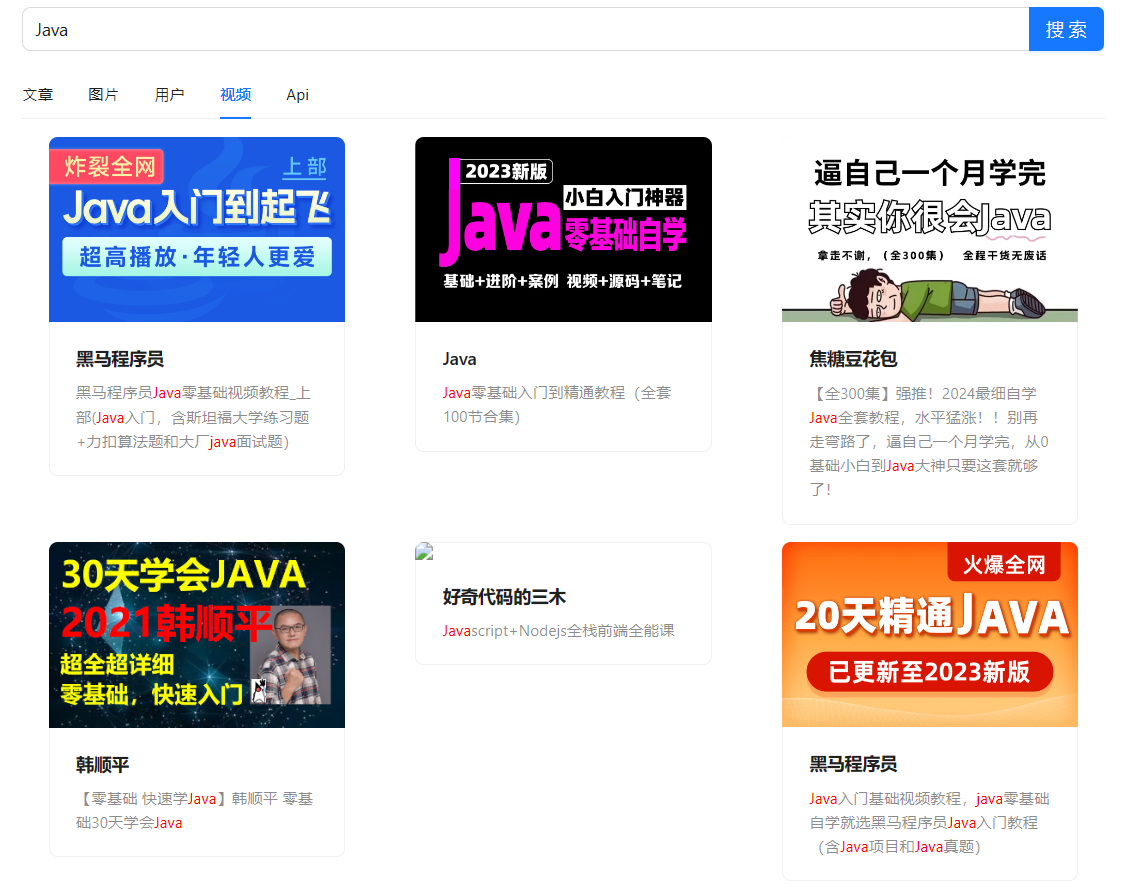 Java
搜 索
文章
图片
用户
视频
Api
炸裂全网
上部
Java入门到起飞
超高播放·年轻人更爱
黑马程序员
黑马程序员Java零基础视频教程_上
部(Java入门，含斯坦福大学练习题
+力扣算法题和大厂java面试题）
2023新版
小白入门神器
Java
零基础自学
基础+进阶+案例 视频+源码+笔记
Java
Java零基础入门到精通教程（全套
100节合集）
逼自己一个月学完
其实你很会Java
拿走不谢，（全300集） 全程干货无废话
焦糖豆花包
【全300集】强推！2024最细自学
Java全套教程，水平猛涨！！别再
走弯路了，逼自己一个月学完，从0
基础小白到Java大神只要这套就够
了！
30天学会JAVA
2021韩顺平
超全超详细
零基础，快速入门
韩顺平
【零基础 快速学Java】韩顺平 零基
础30天学会Java
好奇代码的三木
Javascript+Nodejs全栈前端全能课
火爆全网
20天精通JAVA
已更新至2023新版
黑马程序员
Java入门基础视频教程，java零基础
自学就选黑马程序员Java入门教程
（含Java项目和Java真题）